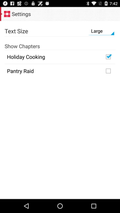 7:42
Settings
Text Size
Large
Show Chapters
Holiday Cooking
Pantry Raid